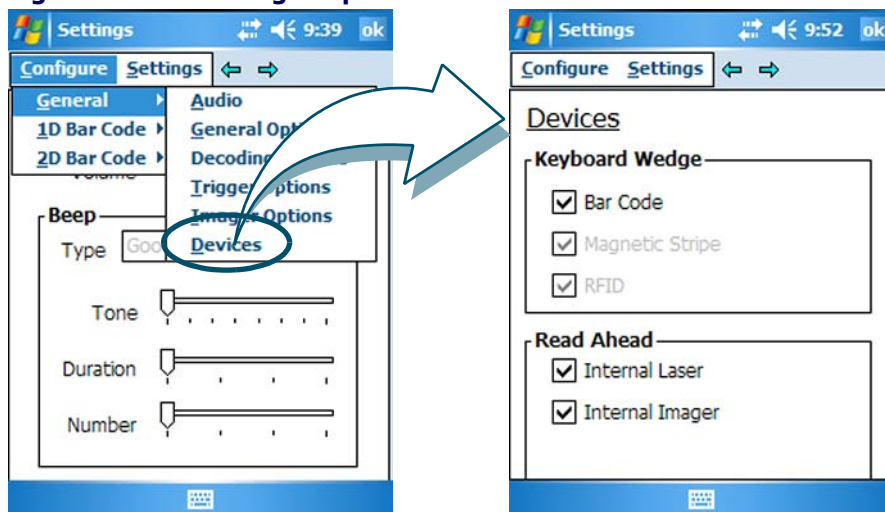 Settings 9:39 ok
Configure Settings
General
1D Bar Code
2D Bar Code
Audio
General
Decoding
Trigger Options
Imager Options
Devices
Volume
Beep
Type
Tone
Duration
Number
Settings 9:52 ok
Configure Settings
Devices
Keyboard Wedge
Bar Code
Magnetic Stripe
RFID
Read Ahead
Internal Laser
Internal Imager